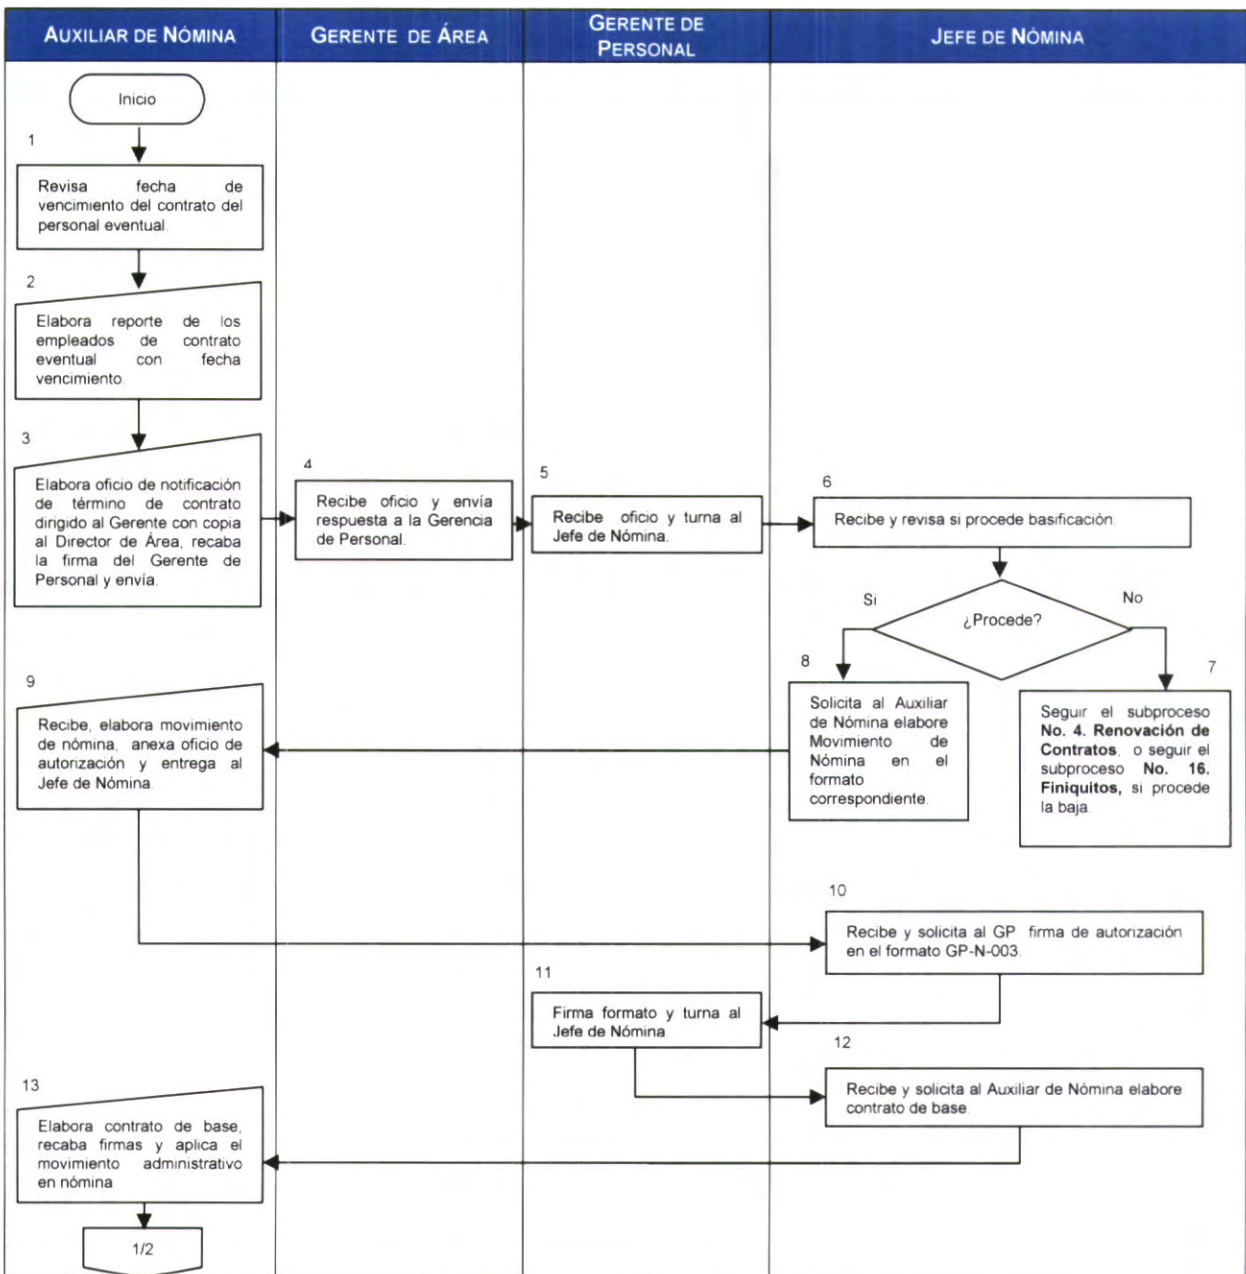 AUXILIAR DE NÓMINA
GERENTE DE ÁREA
GERENTE DE
PERSONAL
JEFE DE NÓMINA
Inicio
1
Revisa fecha de
vencimiento del contrato del
personal eventual.
2
Elabora reporte de los
empleados de contrato
eventual con fecha
vencimiento.
3
Elabora oficio de notificación
de término de contrato
dirigido al Gerente con copia
al Director de Área, recaba
la firma del Gerente de
Personal y envía.
4
Recibe oficio y envía
respuesta a la Gerencia
de Personal.
5
Recibe oficio y turna al
Jefe de Nómina.
6
Recibe y revisa si procede basificación.
¿Procede?
Si
No
7
Seguir el subproceso
No. 4. Renovación de
Contratos, o seguir el
subproceso No. 16.
Finiquitos, si procede
la baja.
8
Solicita al Auxiliar
de Nómina elabore
Movimiento de
Nómina en el
formato
correspondiente.
9
Recibe, elabora movimiento
de nómina, anexa oficio de
autorización y entrega al
Jefe de Nómina.
10
Recibe y solicita al GP firma de autorización
en el formato GP-N-003.
11
Firma formato y turna al
Jefe de Nómina.
12
Recibe y solicita al Auxiliar de Nómina elabore
contrato de base.
13
Elabora contrato de base,
recaba firmas y aplica el
movimiento administrativo
en nómina
1/2